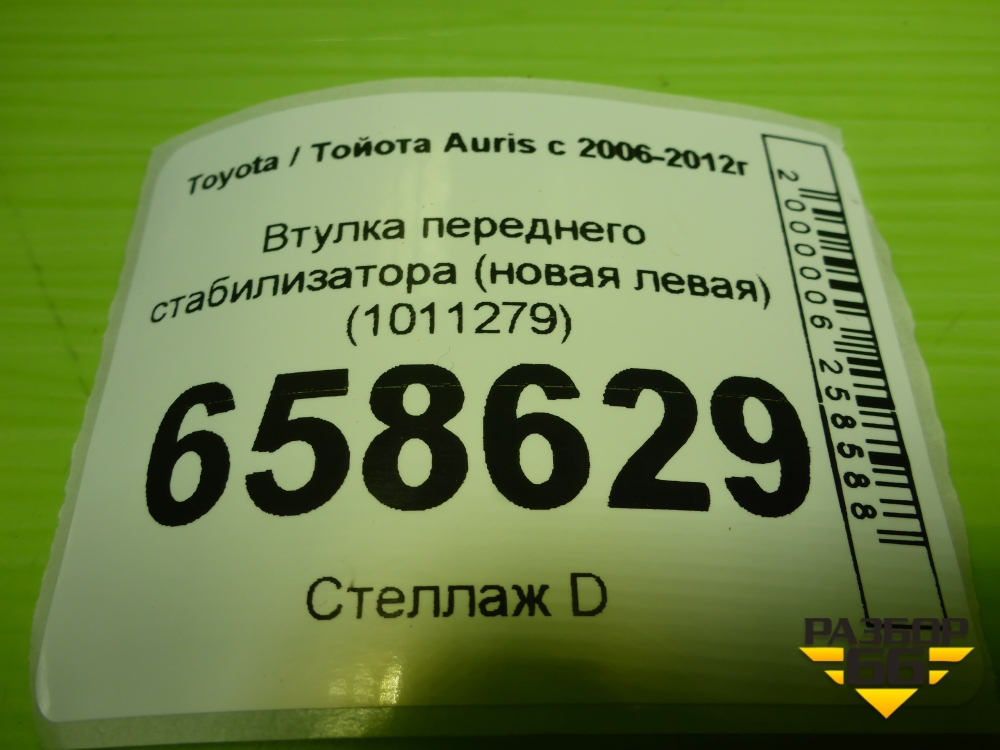 Toyota / Тойота Auris с 2006-2012г
Втулка переднего
стабилизатора (новая левая)
(1011279)
658629
Стеллаж D
2000006258588
РАЗБОР
66